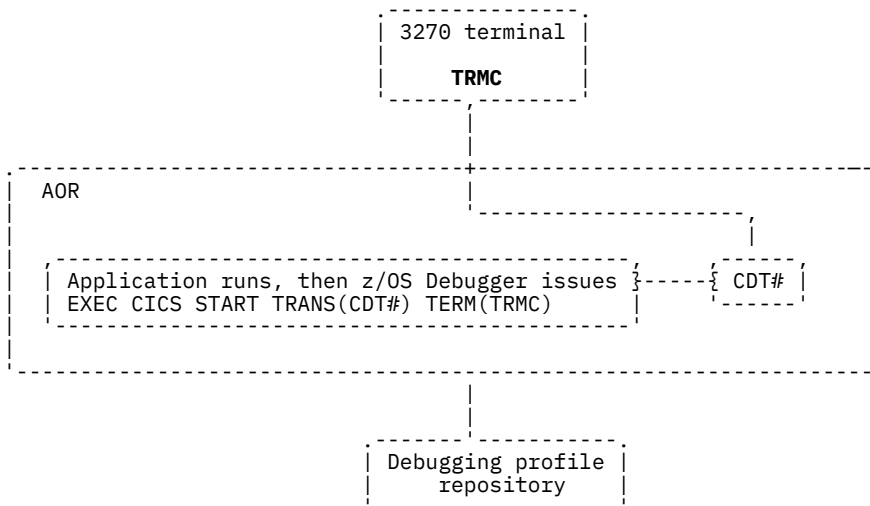 3270 terminal
TRMC
AOR
Application runs, then z/OS Debugger issues
EXEC CICS START TRANS(CDT#) TERM(TRMC)
CDT#
Debugging profile
repository